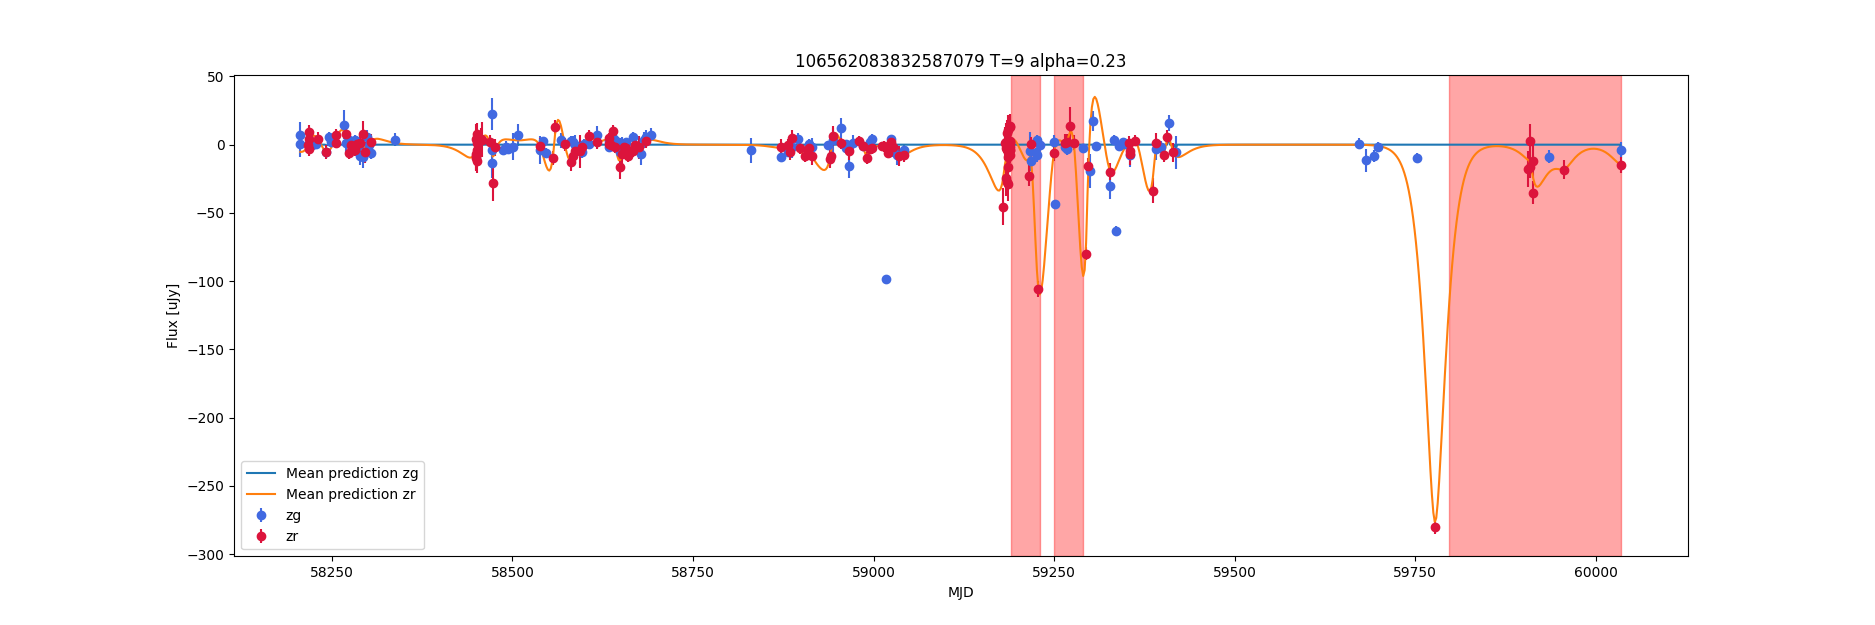 106562083832587079 T=9 alpha=0.23
50
0
−50
−100
−150
−200
−250
−300
Flux [uJy]
Mean prediction zg
Mean prediction zr
zg
zr
58250 58500 58750 59000 59250 59500 59750 60000
MJD